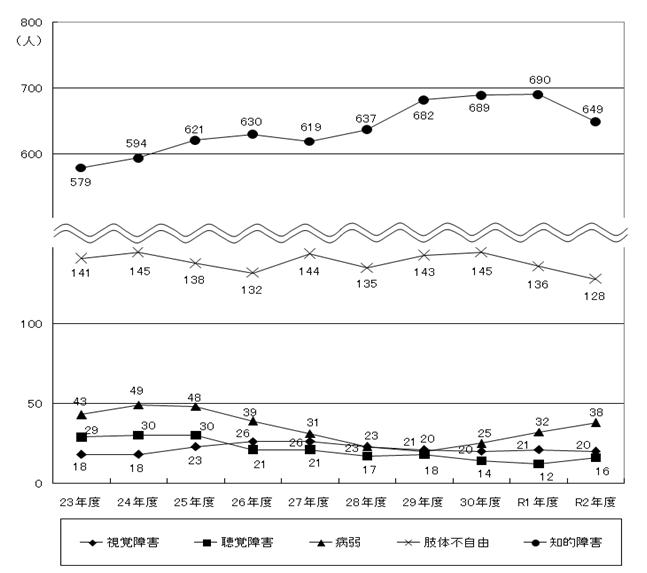 800
（人）
700
600
579 594 621 630 619 637 682 689 690 649
141 145 138 132 144 135 143 145 136 128
100
50
43 49 48 39 31 23 20 25 32 38
29 30 30 26 26 23 21 20 21 20
18 18 23 21 21 17 18 14 12 16
0
23年度 24年度 25年度 26年度 27年度 28年度 29年度 30年度 R1年度 R2年度
視覚障害 聴覚障害 病弱 肢体不自由 知的障害